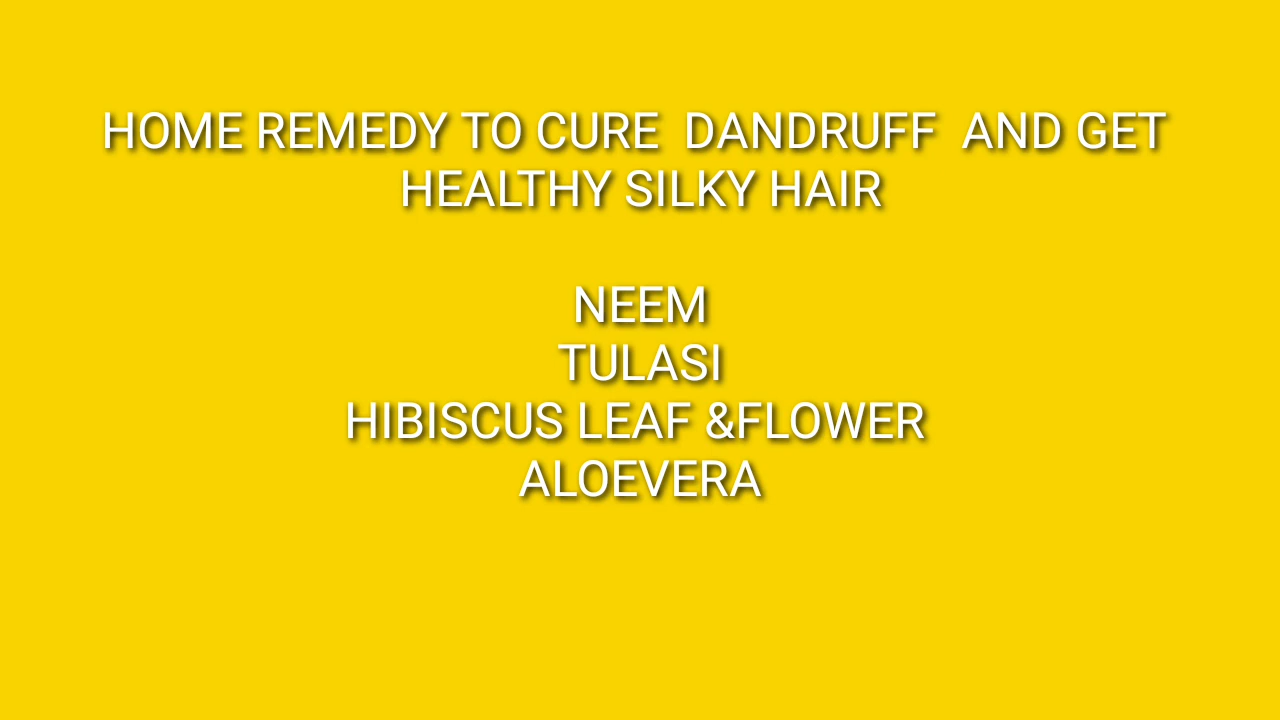 HOME REMEDY TO CURE  DANDRUFF  AND GET
HEALTHY SILKY HAIR
NEEM
TULASI
HIBISCUS LEAF &FLOWER
ALOEVERA